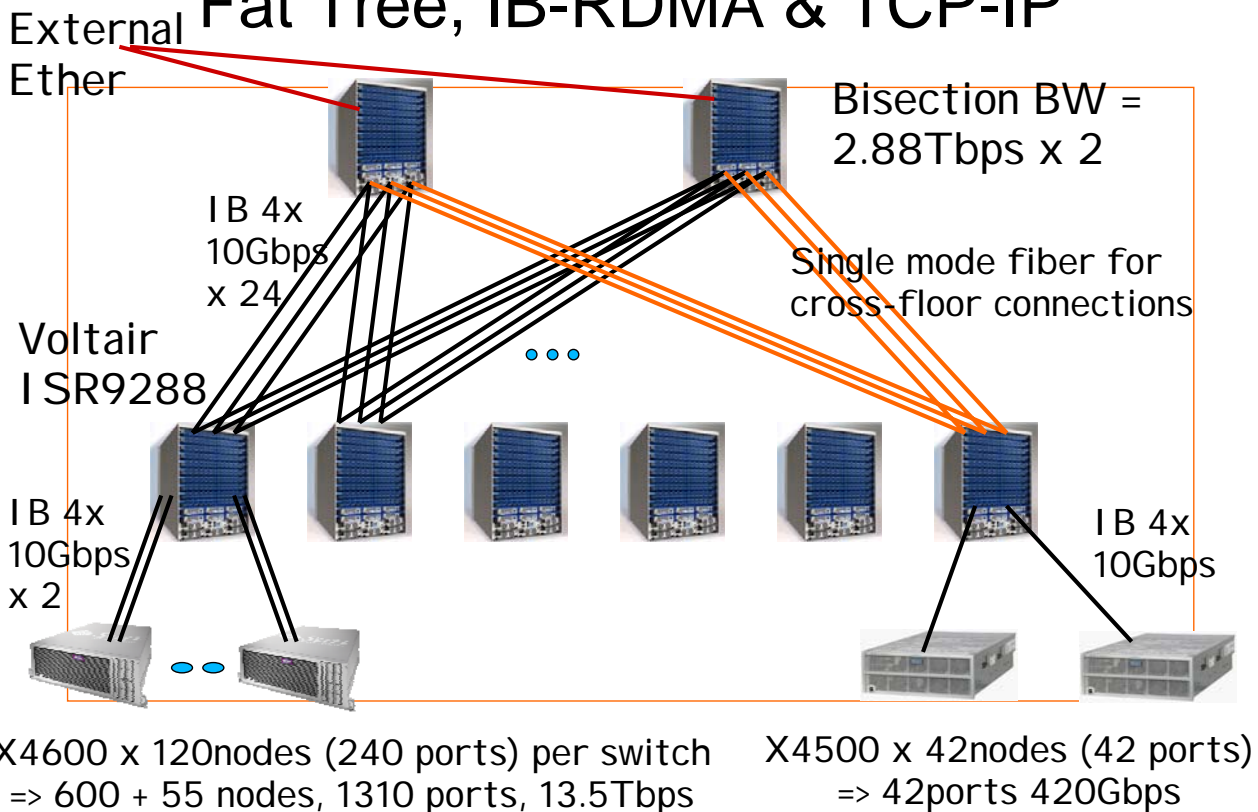 Fat Tree, IB-RDMA & TCP-IP
External
Ether
Bisection BW =
2.88Tbps x 2
IB 4x
10Gbps
x 24
Single mode fiber for
cross-floor connections
Voltair
ISR9288
IB 4x
10Gbps
x 2
IB 4x
10Gbps
X4600 x 120nodes (240 ports) per switch
=> 600 + 55 nodes, 1310 ports, 13.5Tbps
X4500 x 42nodes (42 ports)
=> 42ports 420Gbps